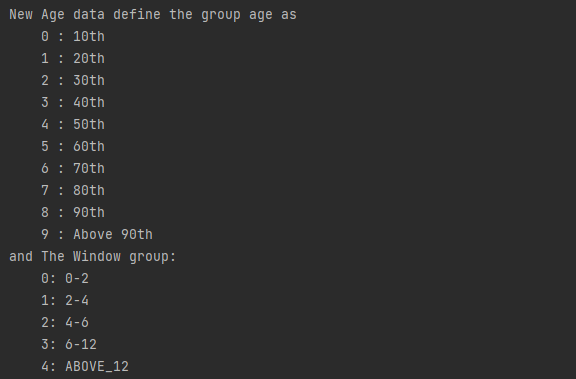 New Age data define the group age as
0 : 10th
1 : 20th
2 : 30th
3 : 40th
4 : 50th
5 : 60th
6 : 70th
7 : 80th
8 : 90th
9 : Above 90th
and The Window group:
0: 0-2
1: 2-4
2: 4-6
3: 6-12
4: ABOVE_12